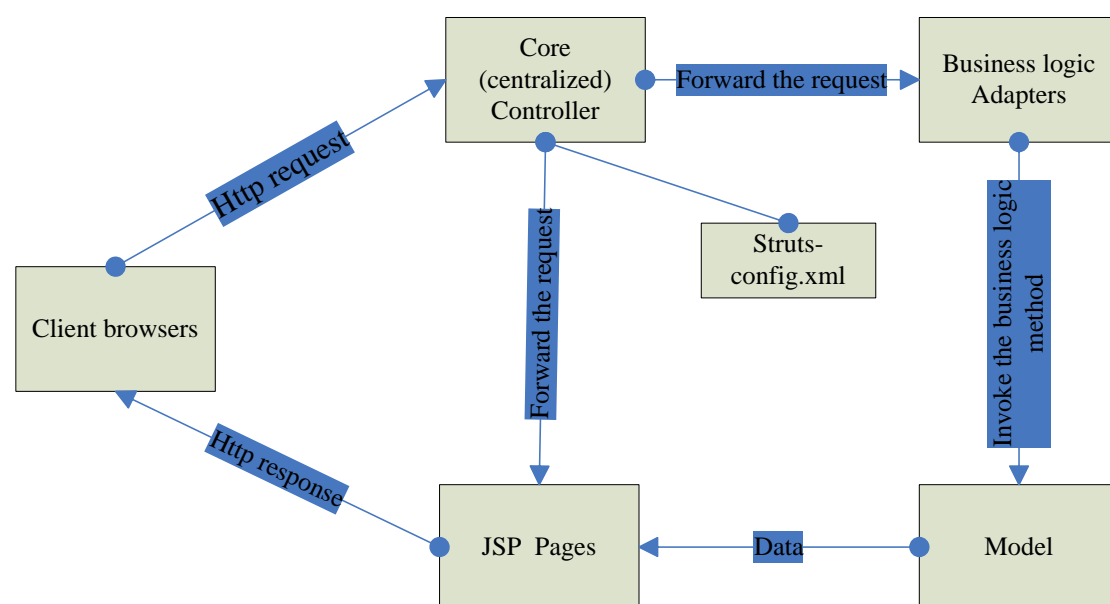 Core
(centralized)
Controller
Forward the request
Business logic
Adapters
Http request
Struts-
config.xml
Forward the request
Invoke the business logic
method
Client browsers
Http response
JSP Pages
Data
Model